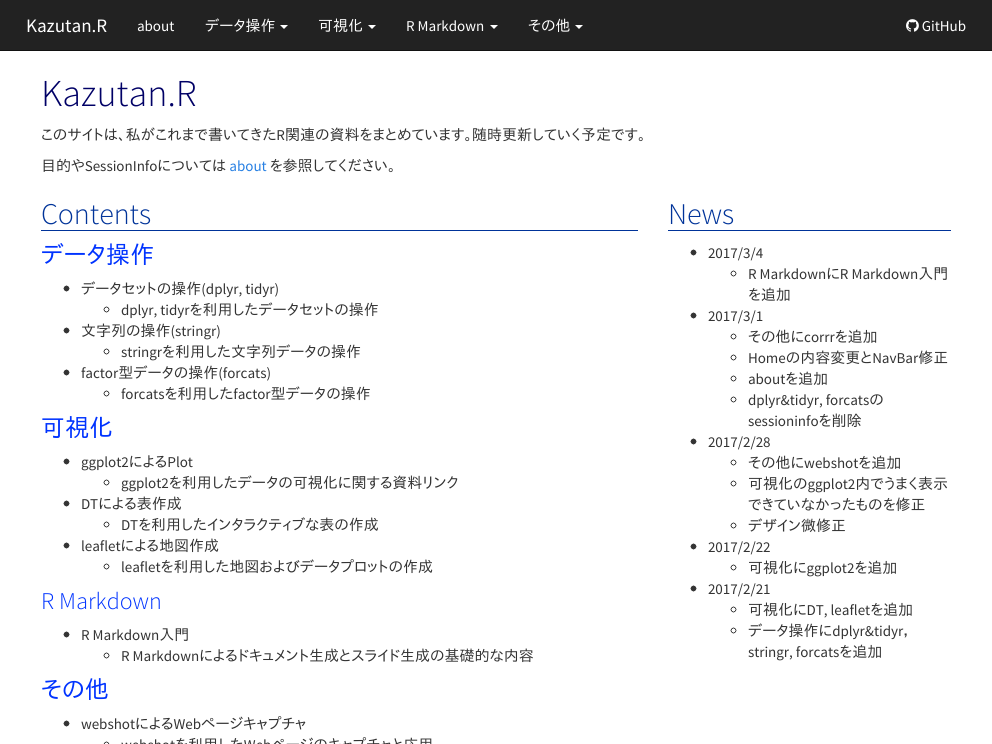 Kazutan.R about データ操作 可視化 R Markdown その他 GitHub
Kazutan.R
このサイトは、私がこれまで書いてきたR関連の資料をまとめています。随時更新していく予定です。
目的やSessionInfoについては about を参照してください。
Contents
データ操作
データセットの操作(dplyr, tidyr)
dplyr, tidyrを利用したデータセットの操作
文字列の操作(stringr)
stringrを利用した文字列データの操作
factor型データの操作(forcats)
forcatsを利用したfactor型データの操作
可視化
ggplot2によるPlot
ggplot2を利用したデータの可視化に関する資料リンク
DTによる表作成
DTを利用したインタラクティブな表の作成
leafletによる地図作成
leafletを利用した地図およびデータプロットの作成
R Markdown
R Markdown入門
R Markdownによるドキュメント生成とスライド生成の基礎的な内容
その他
webshotによるWebページキャプチャ
webshotを利用したWebページのキャプチャと応用
News
2017/3/4
R MarkdownにR Markdown入門
を追加
2017/3/1
その他にcorrrを追加
Homeの内容変更とNavBar修正
aboutを追加
dplyr&tidyr, forcatsの
sessioninfoを削除
2017/2/28
その他にwebshotを追加
可視化のggplot2内でうまく表示
できていなかったものを修正
デザイン微修正
2017/2/22
可視化にggplot2を追加
2017/2/21
可視化にDT, leafletを追加
データ操作にdplyr&tidyr,
stringr, forcatsを追加